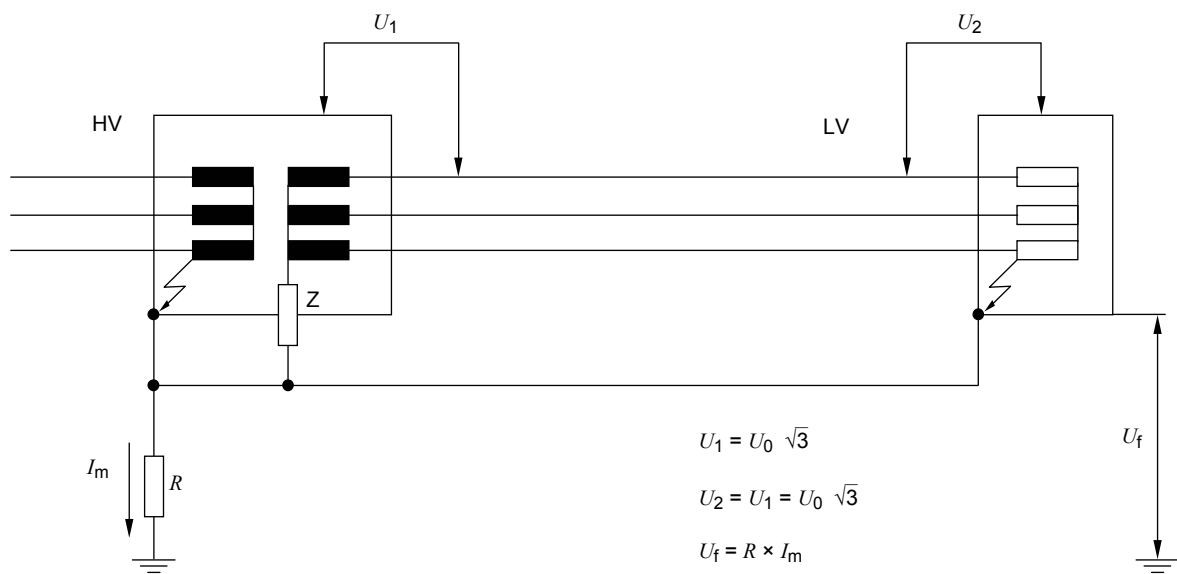 U1
U2
HV
LV
Z
U1 = U0 √3
Uf
Im
R
U2 = U1 = U0 √3
Uf = R × Im